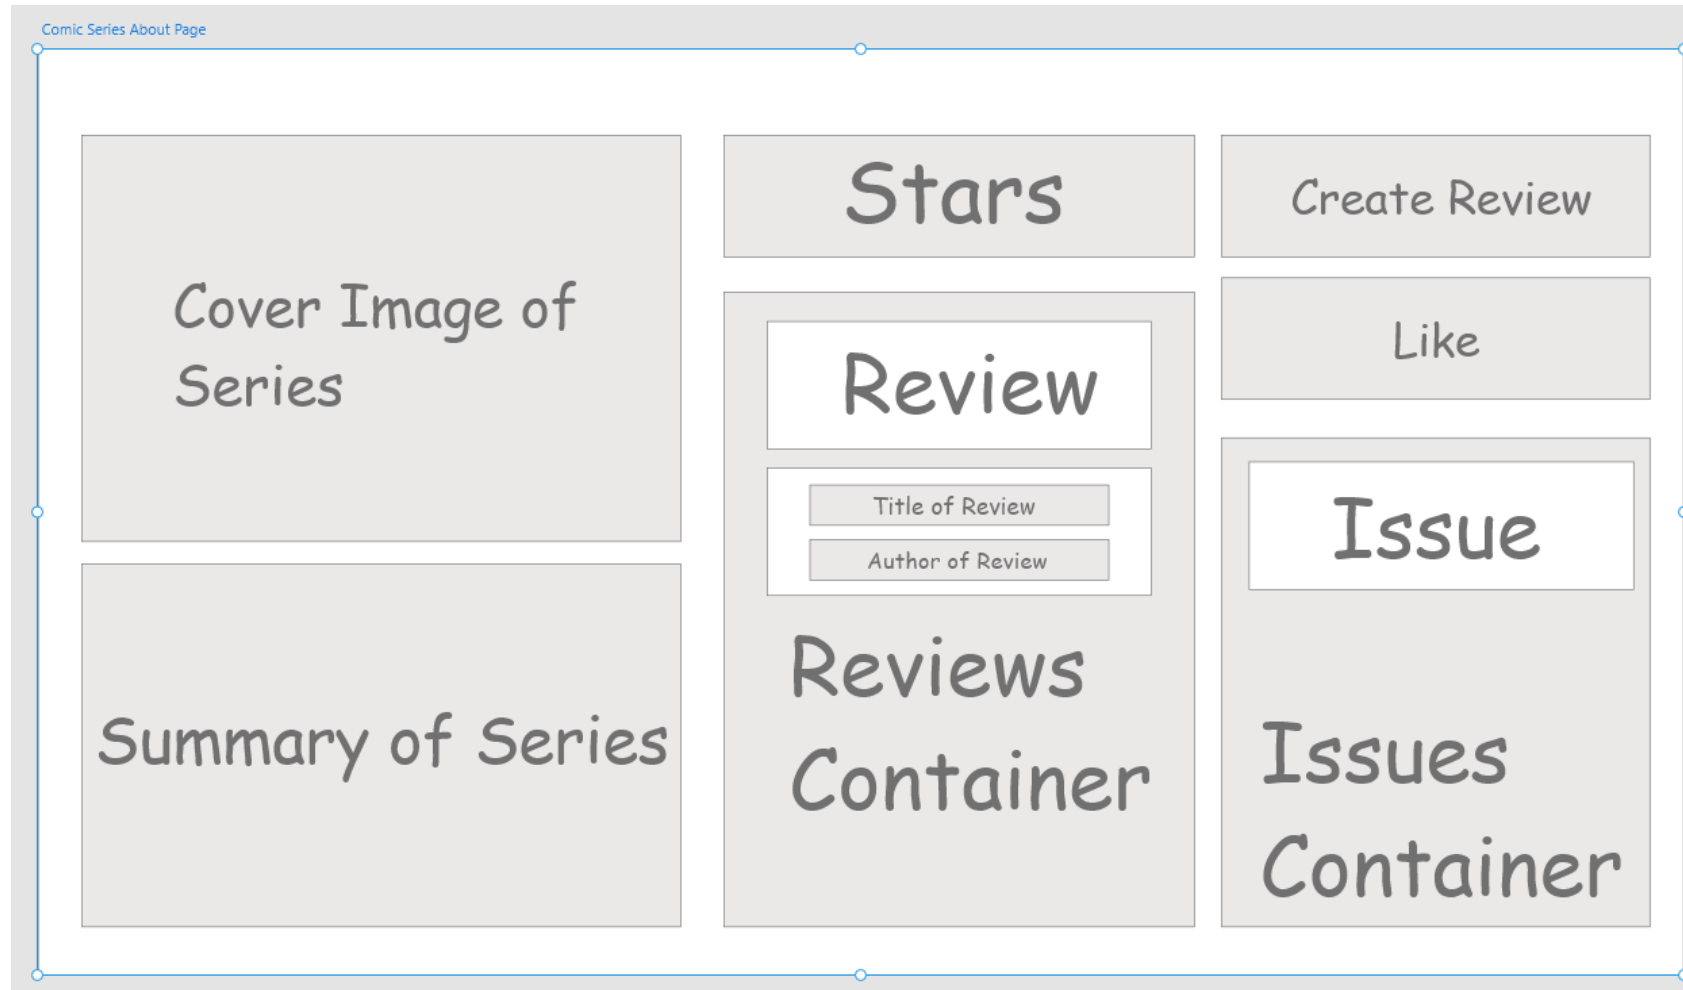 Comic Series About Page
Cover Image of
Series
Summary of Series
Stars
Review
Title of Review
Author of Review
Reviews
Container
Create Review
Like
Issue
Issues
Container